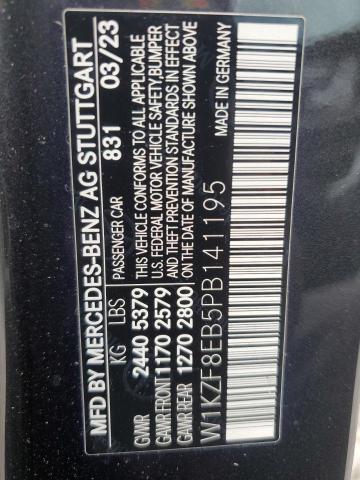 MFD BY MERCEDES-BENZ AG STUTTGART
831 03/23
KG LBS PASSENGER CAR
GVWR 2440 5379
GAWR FRONT 1170 2579
GAWR REAR 1270 2800
THIS VEHICLE CONFORMS TO ALL APPLICABLE
U.S. FEDERAL MOTOR VEHICLE SAFETY,BUMPER
AND THEFT PREVENTION STANDARDS IN EFFECT
ON THE DATE OF MANUFACTURE SHOWN ABOVE
MADE IN GERMANY
W1KZF8EB5PB141195